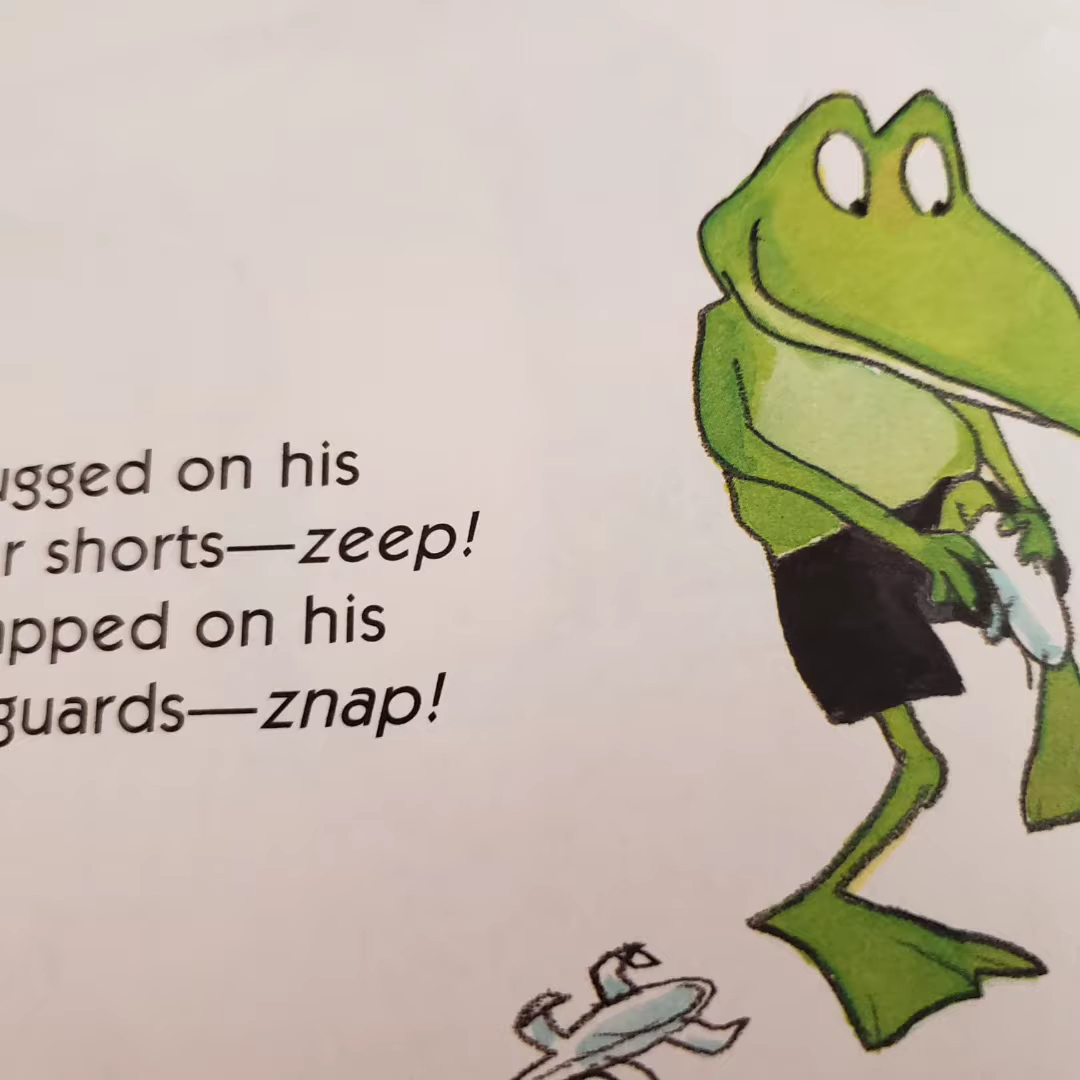 ugged on his
r shorts—zeep!
pped on his
guards—znap!